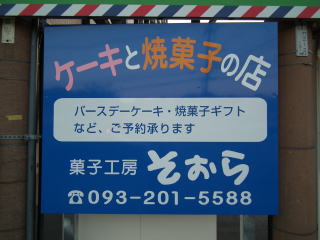 ケーキと焼菓子の店
バースデーケーキ・焼菓子ギフト
など、ご予約承ります
菓子工房 そおら
☎093-201-5588